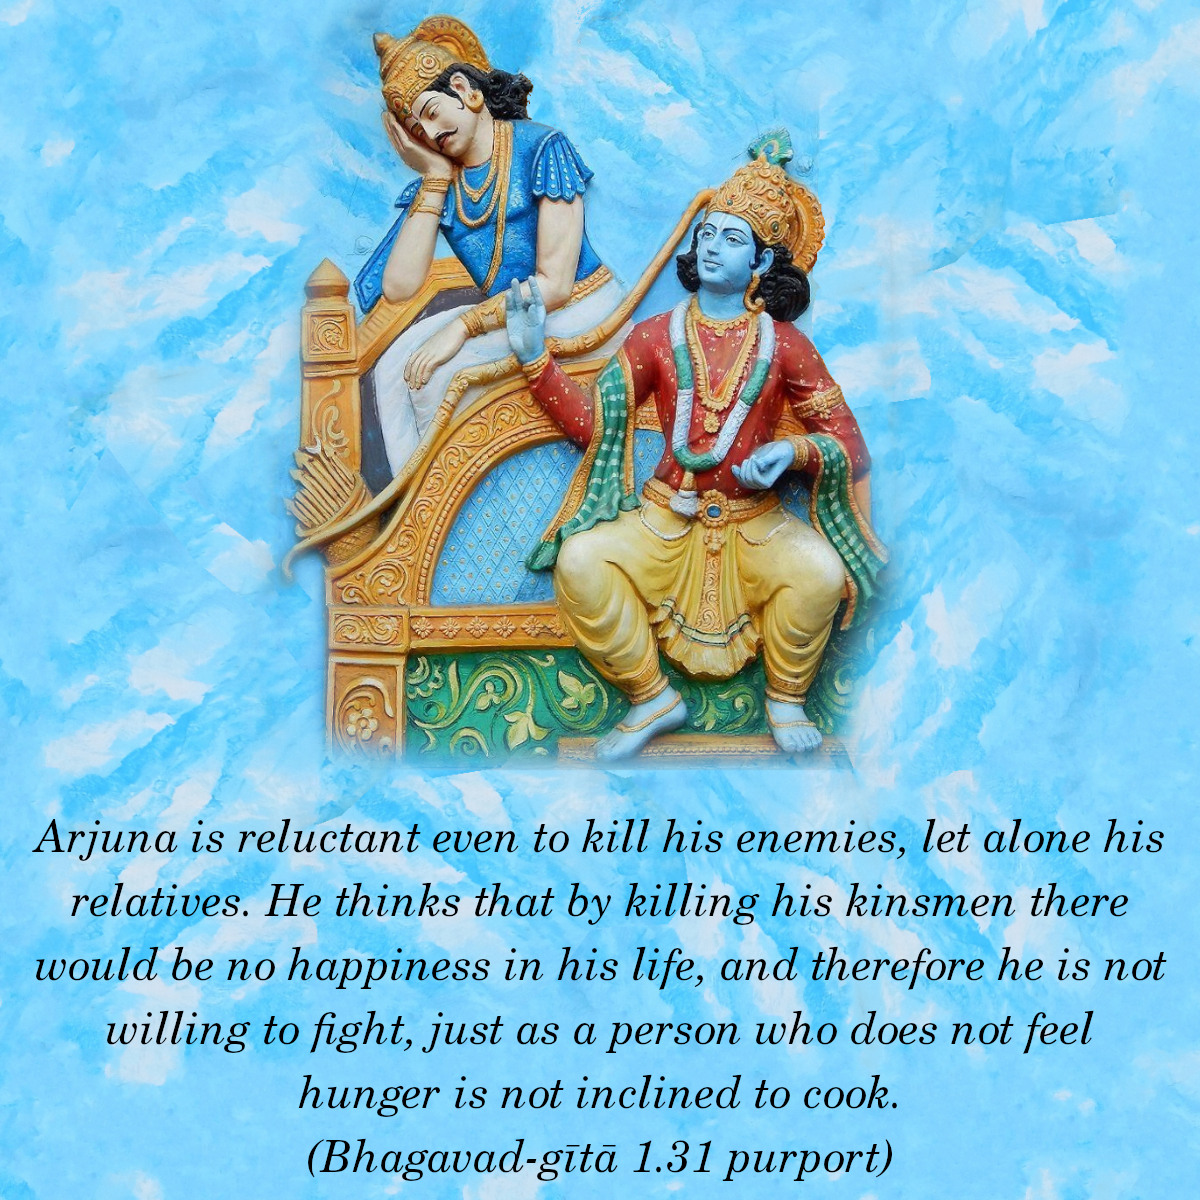 Arjuna is reluctant even to kill his enemies, let alone his
relatives. He thinks that by killing his kinsmen there
would be no happiness in his life, and therefore he is not
willing to fight, just as a person who does not feel
hunger is not inclined to cook.
(Bhagavad-gītā 1.31 purport)